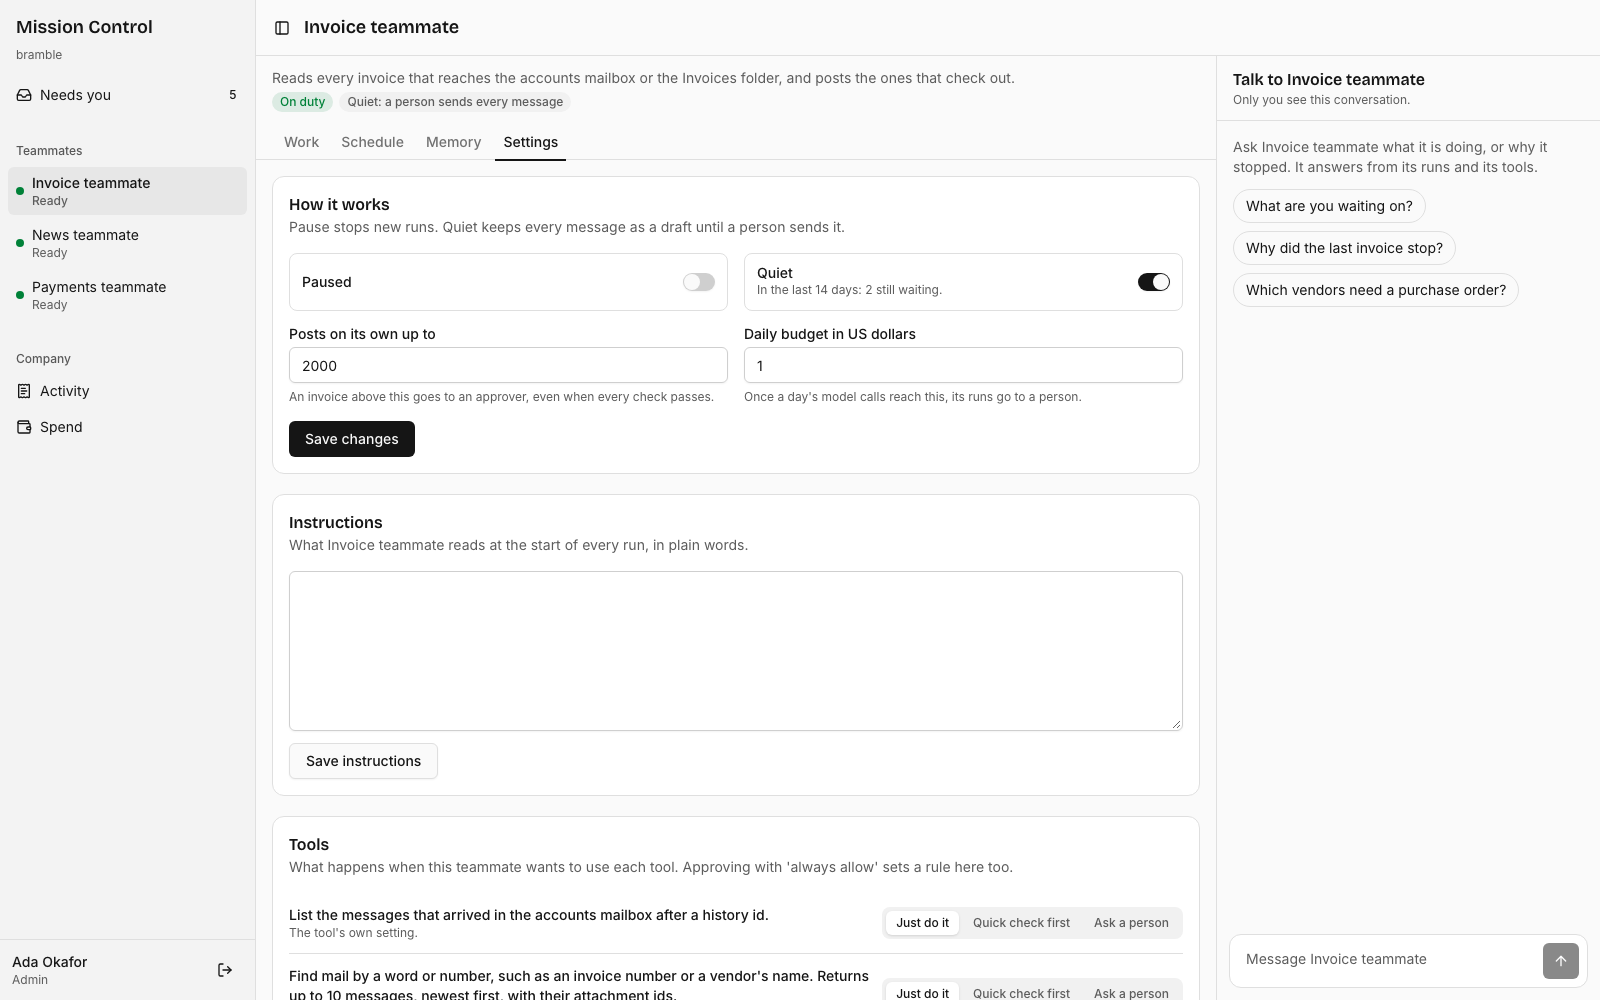 Mission Control
bramble
Needs you 5
Teammates
Invoice teammate
Ready
News teammate
Ready
Payments teammate
Ready
Company
Activity
Spend
Ada Okafor
Admin
Invoice teammate
Reads every invoice that reaches the accounts mailbox or the Invoices folder, and posts the ones that check out.
On duty Quiet: a person sends every message
Work Schedule Memory Settings
How it works
Pause stops new runs. Quiet keeps every message as a draft until a person sends it.
Paused
Quiet
In the last 14 days: 2 still waiting.
Posts on its own up to
2000
An invoice above this goes to an approver, even when every check passes.
Daily budget in US dollars
1
Once a day's model calls reach this, its runs go to a person.
Save changes
Instructions
What Invoice teammate reads at the start of every run, in plain words.
Save instructions
Tools
What happens when this teammate wants to use each tool. Approving with 'always allow' sets a rule here too.
List the messages that arrived in the accounts mailbox after a history id.
The tool's own setting.
Just do it Quick check first Ask a person
Find mail by a word or number, such as an invoice number or a vendor's name. Returns
up to 10 messages, newest first, with their attachment ids.
Just do it Quick check first Ask a person
Talk to Invoice teammate
Only you see this conversation.
Ask Invoice teammate what it is doing, or why it
stopped. It answers from its runs and its tools.
What are you waiting on?
Why did the last invoice stop?
Which vendors need a purchase order?
Message Invoice teammate